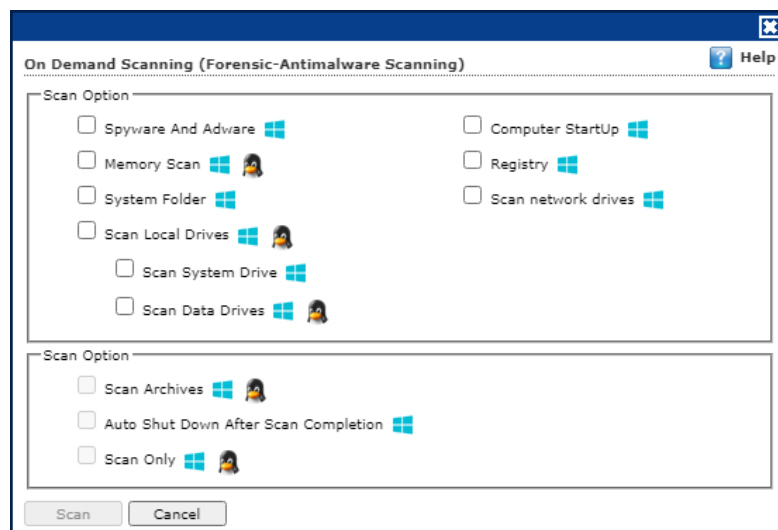 On Demand Scanning (Forensic-Antimalware Scanning)
? Help
Scan Option
Spyware And Adware
Computer StartUp
Memory Scan
Registry
System Folder
Scan network drives
Scan Local Drives
Scan System Drive
Scan Data Drives
Scan Option
Scan Archives
Auto Shut Down After Scan Completion
Scan Only
Scan
Cancel